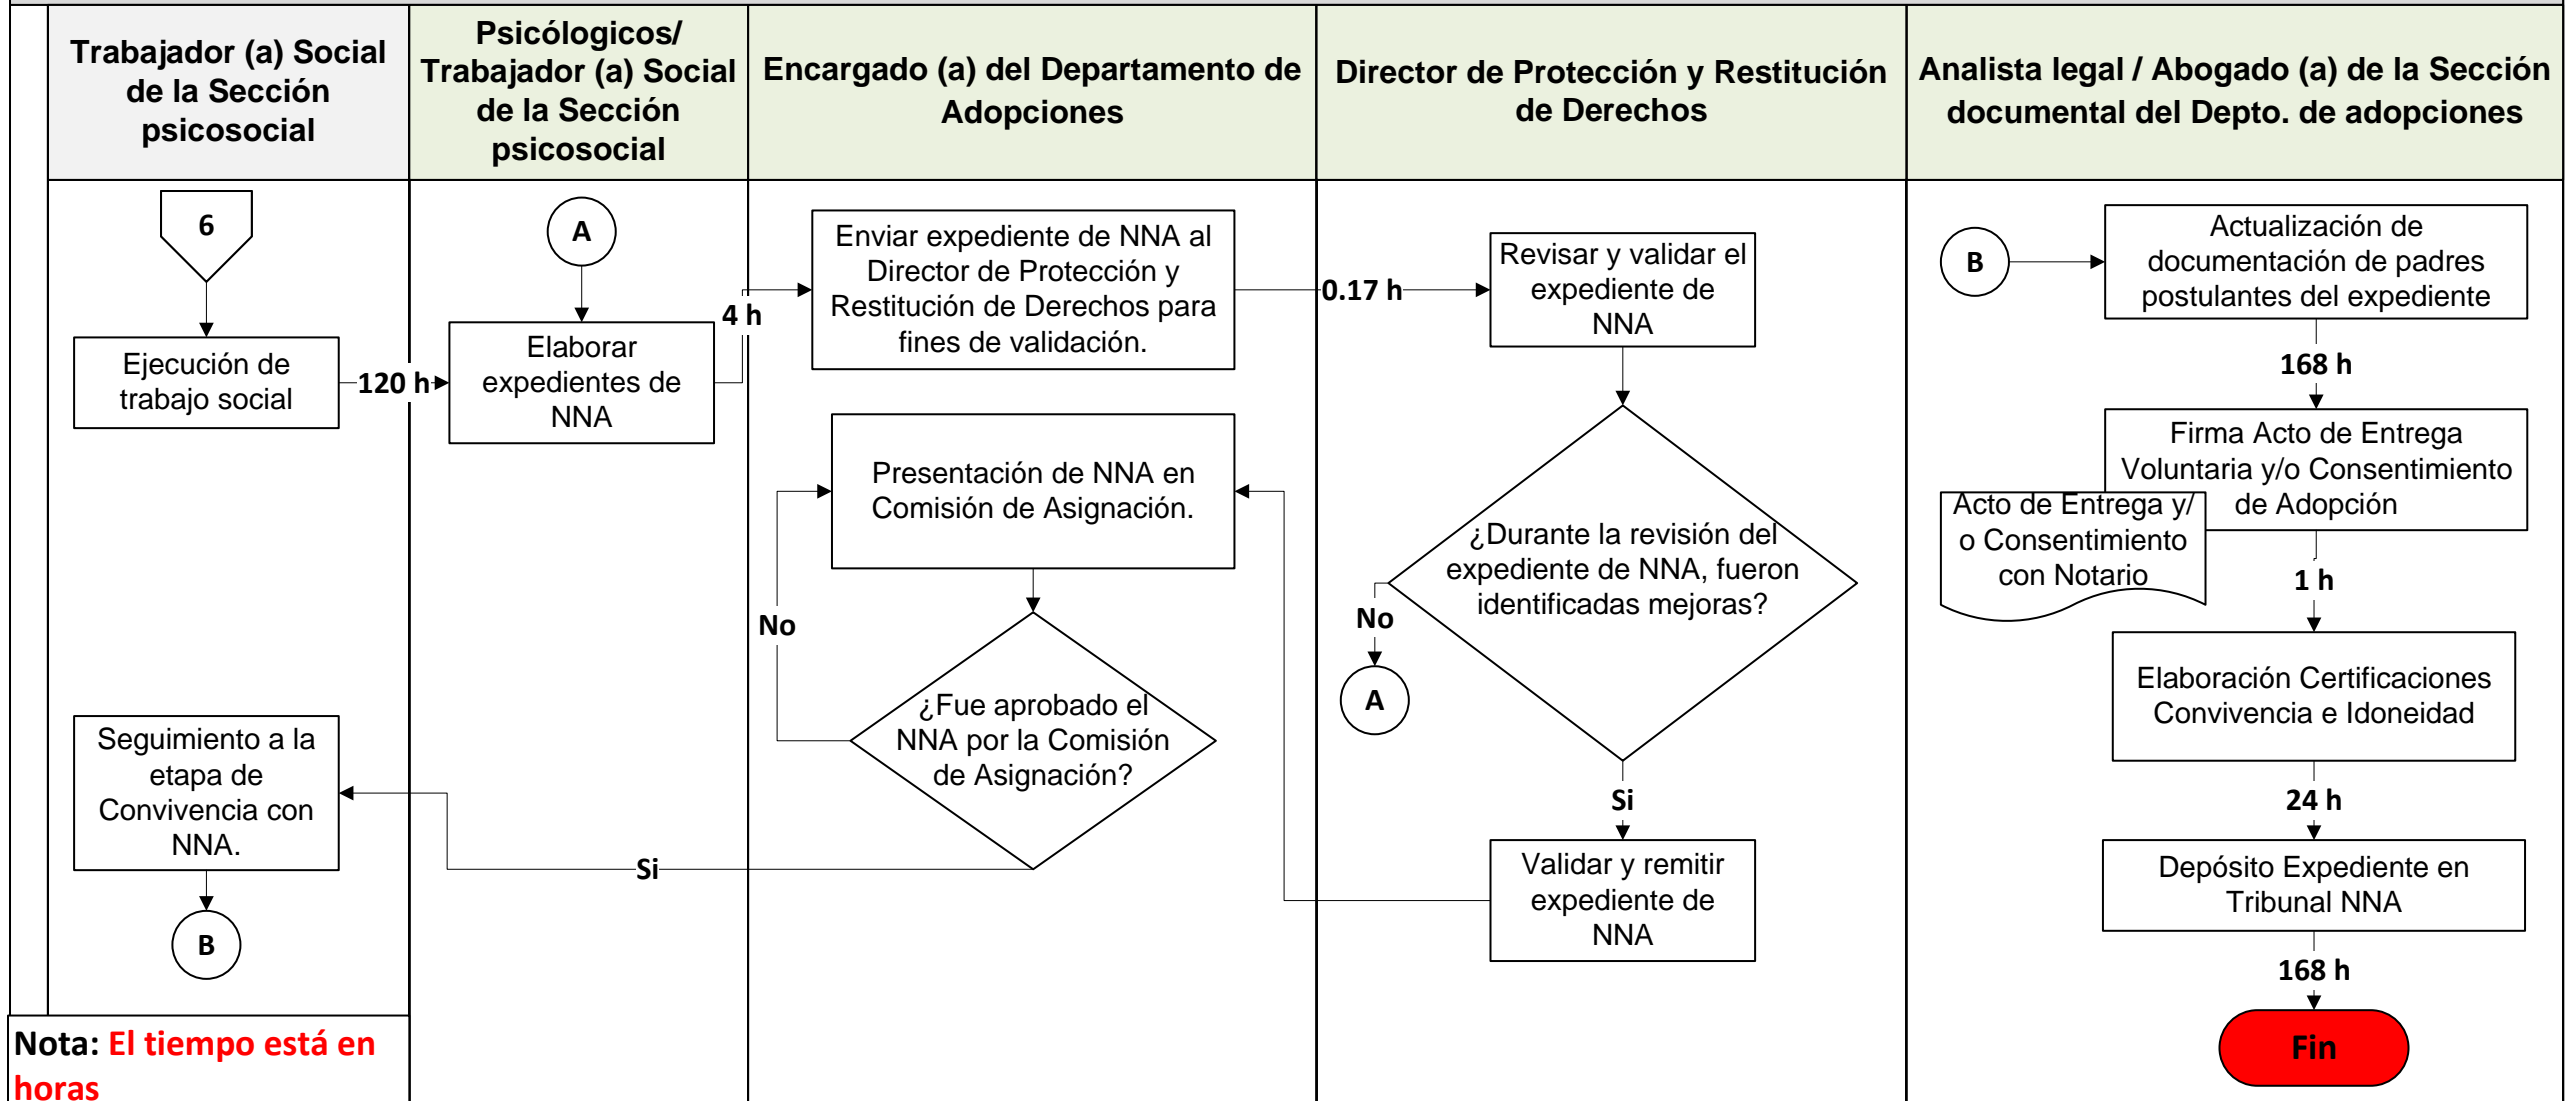 Trabajador (a) Social
de la Sección
psicosocial
Psicólogicos/
Trabajador (a) Social
de la Sección
psicosocial
Encargado (a) del Departamento de
Adopciones
Director de Protección y Restitución
de Derechos
Analista legal / Abogado (a) de la Sección
documental del Depto. de adopciones
6
Ejecución de
trabajo social
120 h
Seguimiento a la
etapa de
Convivencia con
NNA.
B
A
Elaborar
expedientes de
NNA
4 h
Enviar expediente de NNA al
Director de Protección y
Restitución de Derechos para
fines de validación.
0.17 h
Presentación de NNA en
Comisión de Asignación.
No
¿Fue aprobado el
NNA por la Comisión
de Asignación?
Si
Revisar y validar el
expediente de
NNA
¿Durante la revisión del
expediente de NNA, fueron
identificadas mejoras?
No
A
Si
Validar y remitir
expediente de
NNA
B
Actualización de
documentación de padres
postulantes del expediente
168 h
Firma Acto de Entrega
Voluntaria y/o Consentimiento
de Adopción
Acto de Entrega y/
o Consentimiento
con Notario
1 h
Elaboración Certificaciones
Convivencia e Idoneidad
24 h
Depósito Expediente en
Tribunal NNA
168 h
Fin
Nota: El tiempo está en
horas